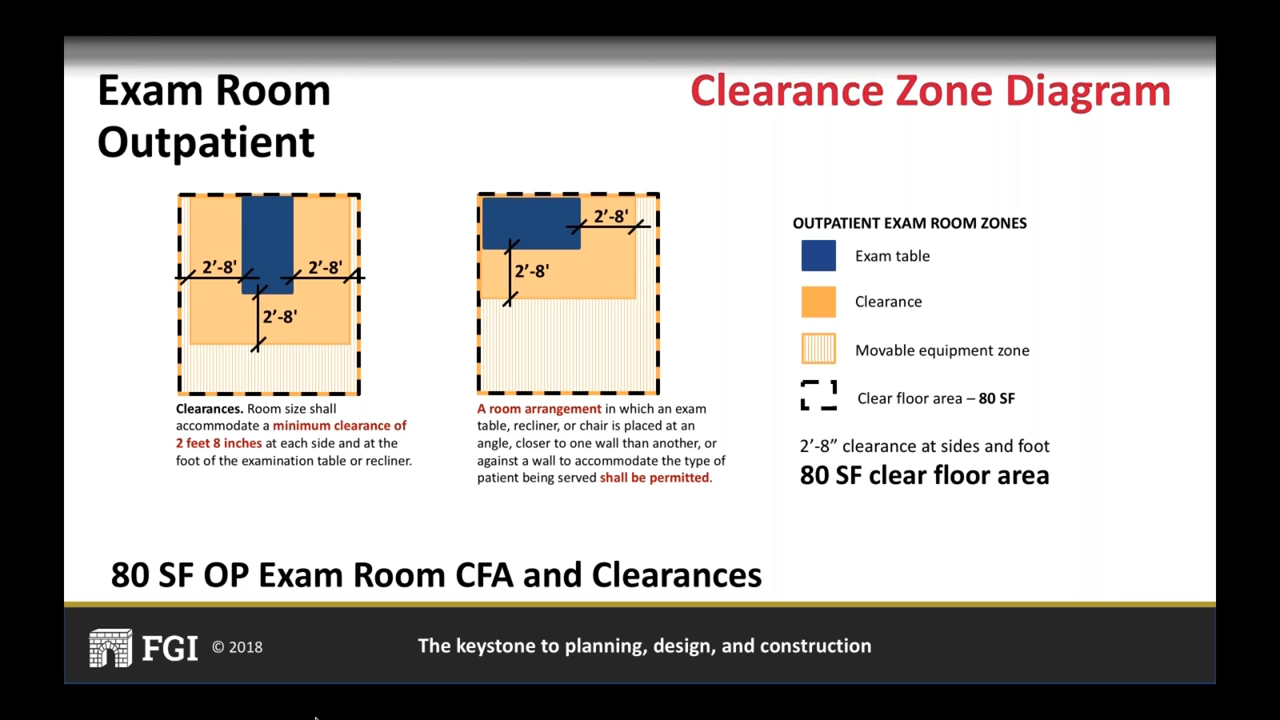 Exam Room
Outpatient
Clearance Zone Diagram
2’-8'
2’-8'
2’-8'
2’-8'
2’-8'
Clearances. Room size shall
accommodate a minimum clearance of
2 feet 8 inches at each side and at the
foot of the examination table or recliner.
A room arrangement in which an exam
table, recliner, or chair is placed at an
angle, closer to one wall than another, or
against a wall to accommodate the type of
patient being served shall be permitted.
OUTPATIENT EXAM ROOM ZONES
Exam table
Clearance
Movable equipment zone
Clear floor area – 80 SF
2’-8” clearance at sides and foot
80 SF clear floor area
80 SF OP Exam Room CFA and Clearances
FGI © 2018
The keystone to planning, design, and construction